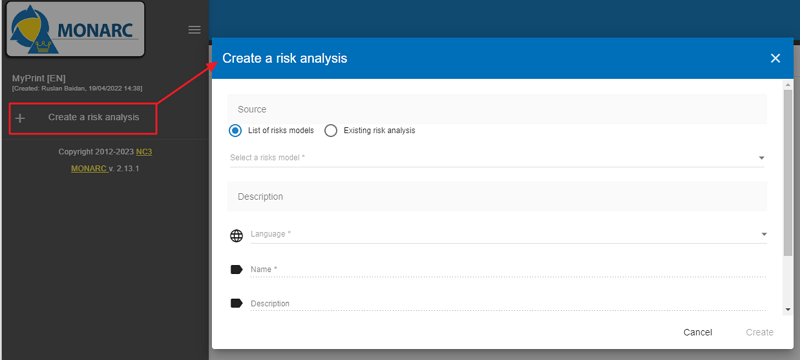 MONARC
MyPrint [EN]
[Created: Ruslan Baidan, 19/04/2022 14:38]
Create a risk analysis
Copyright 2012-2023 NC3
MONARC v. 2.13.1
Create a risk analysis
Source
List of risks models
Existing risk analysis
Select a risks model *
Description
Language *
Name *
Description
Cancel
Create